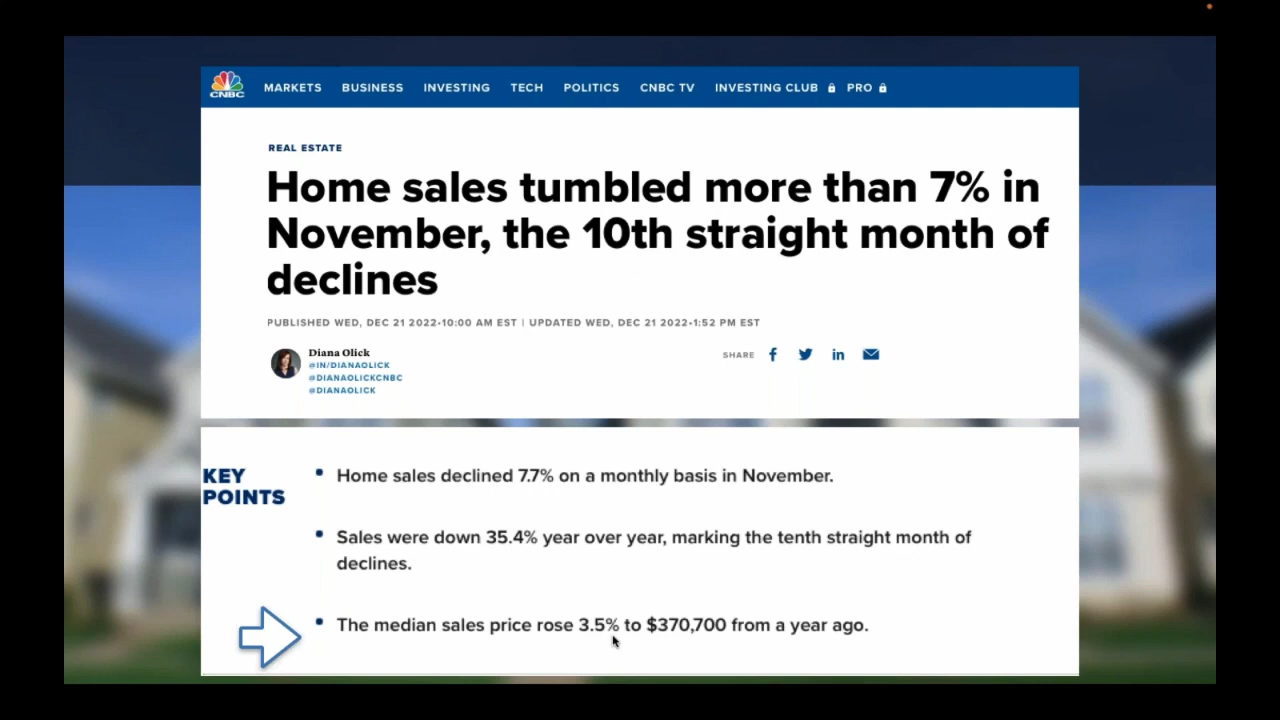 CNBC MARKETS BUSINESS INVESTING TECH POLITICS CNBC TV INVESTING CLUB PRO
REAL ESTATE
Home sales tumbled more than 7% in
November, the 10th straight month of
declines
PUBLISHED WED, DEC 21 2022•10:00 AM EST | UPDATED WED, DEC 21 2022•1:52 PM EST
Diana Olick
@IN/DIANAOLICK
@DIANAOLICKCNBC
@DIANAOLICK
SHARE
KEY
POINTS
• Home sales declined 7.7% on a monthly basis in November.
• Sales were down 35.4% year over year, marking the tenth straight month of
declines.
• The median sales price rose 3.5% to $370,700 from a year ago.